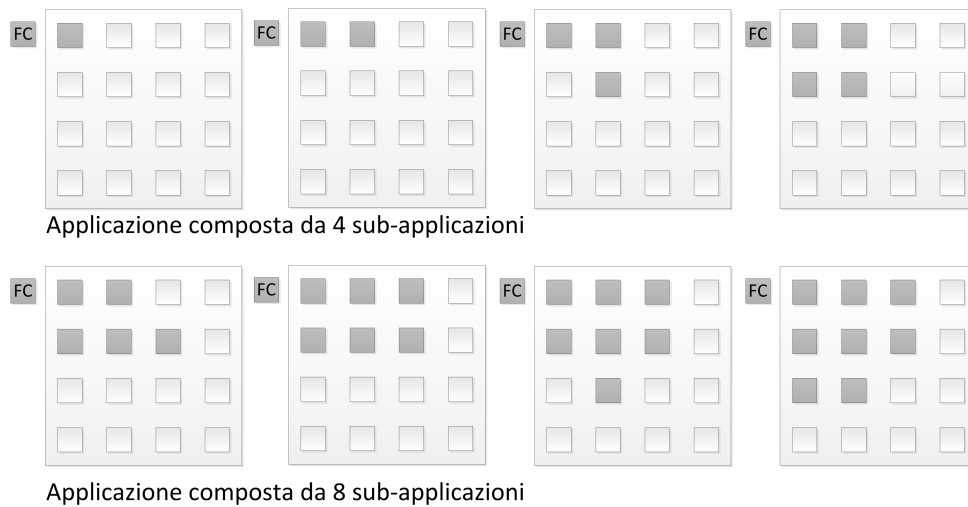 FC FC FC FC
Applicazione composta da 4 sub-applicazioni
FC FC FC FC
Applicazione composta da 8 sub-applicazioni